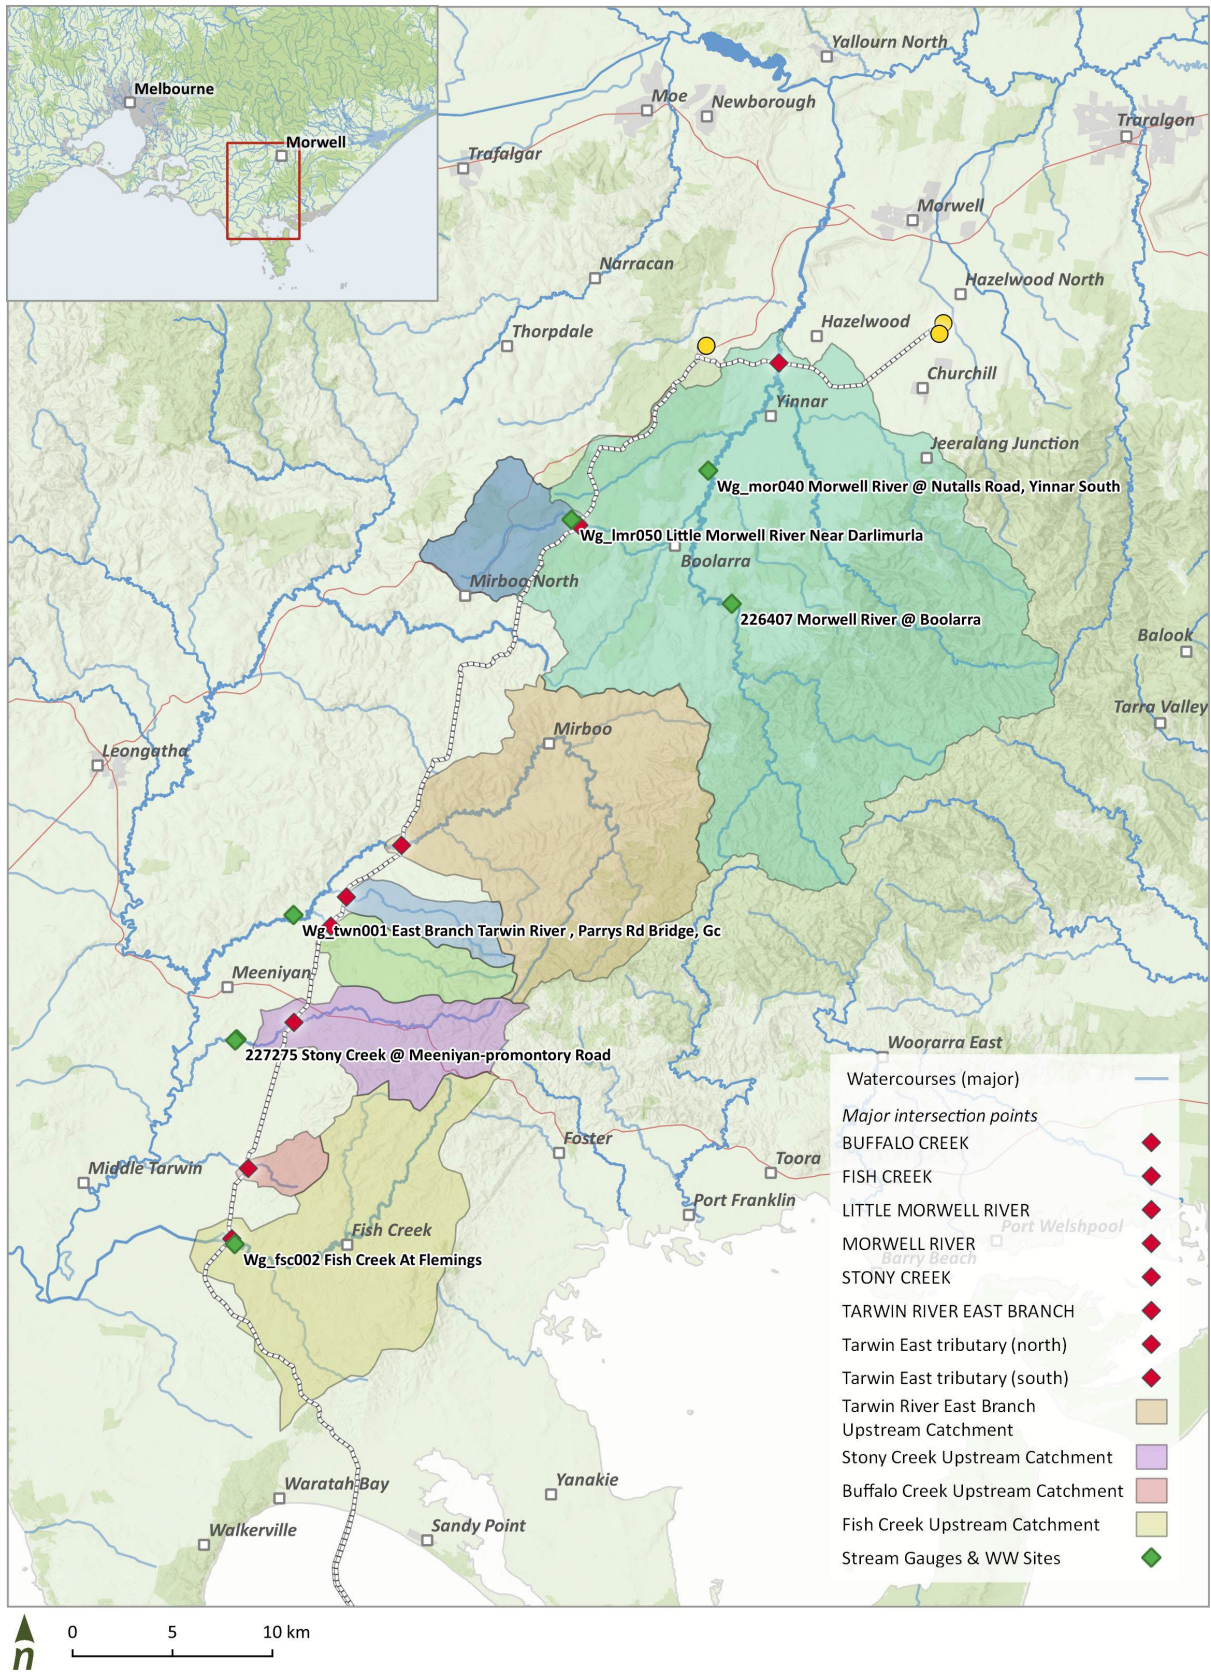 Melbourne
Morwell
Yallourn North
Moe
Newborough
Traralgon
Trafalgar
Morwell
Narracan
Hazelwood North
Thorpdale
Hazelwood
Churchill
Yinnar
Jeeralang Junction
Wg_mor040 Morwell River @ Nutalls Road, Yinnar South
Wg_lmr050 Little Morwell River Near Darlimurla
Boolarra
Mirboo North
226407 Morwell River @ Boolarra
Balook
Tarra Valley
Mirboo
Leongatha
Wg_twn001 East Branch Tarwin River , Parrys Rd Bridge, Gc
Meeniyan
227275 Stony Creek @ Meeniyan-promontory Road
Woorarra East
Foster
Toora
Middle Tarwin
Port Franklin
Fish Creek
Wg_fsc002 Fish Creek At Flemings
Port Welshpool
Barry Beach
Waratah Bay
Yanakie
Walkerville
Sandy Point
Watercourses (major)
Major intersection points
BUFFALO CREEK
FISH CREEK
LITTLE MORWELL RIVER
MORWELL RIVER
STONY CREEK
TARWIN RIVER EAST BRANCH
Tarwin East tributary (north)
Tarwin East tributary (south)
Tarwin River East Branch
Upstream Catchment
Stony Creek Upstream Catchment
Buffalo Creek Upstream Catchment
Fish Creek Upstream Catchment
Stream Gauges & WW Sites
n
0 5 10 km